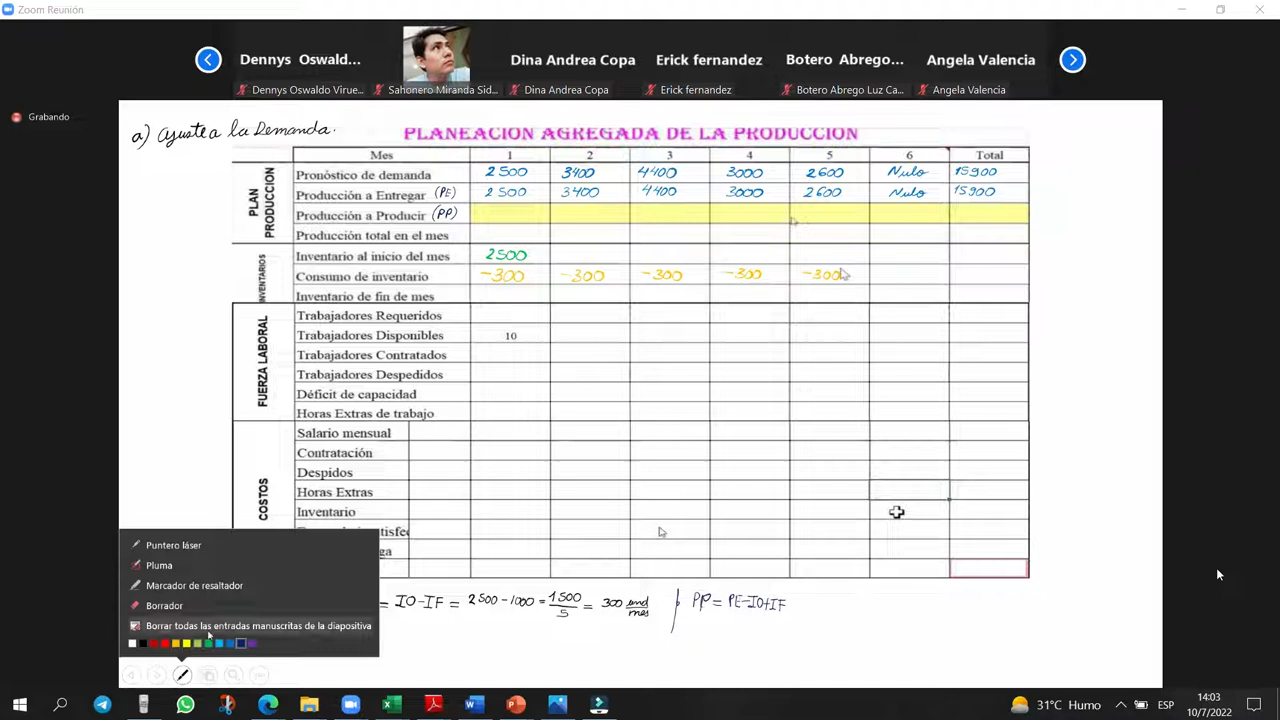 Zoom Reunión.
Dennys Oswald... Dina Andrea Copa Erick fernandez Botero Abrego... Angela Valencia
Dennys Oswaldo Virue... Sahonero Miranda Sid... Dina Andrea Copa Erick fernandez Botero Abrego Luz Ca... Angela Valencia
Grabando
a) Ajuste a la Demanda.
PLANEACION AGREGADA DE LA PRODUCCION
Mes 1 2 3 4 5 6 Total
PLAN PRODUCCION
Pronóstico de demanda 2500 3400 4400 3000 2600 Nulo 15900
Producción a Entregar (PE) 2500 3400 4400 3000 2600 Nulo 15900
Producción a Producir (PP)
Producción total en el mes
INVENTARIOS
Inventario al inicio del mes 2500
Consumo de inventario -300 -300 -300 -300 -300
Inventario de fin de mes
FUERZA LABORAL
Trabajadores Requeridos
Trabajadores Disponibles 10
Trabajadores Contratados
Trabajadores Despedidos
Déficit de capacidad
Horas Extras de trabajo
COSTOS
Salario mensual
Contratación
Despidos
Horas Extras
Inventario
Puntero láser
Pluma
Marcador de resaltador
Borrador
Borrar todas las entradas manuscritas de la diapositiva
= IO-IF = 2500-1000 = 1500/5 = 300 und/mes PP = PE-IO+IF
31°C Humo ESP 14:03
10/7/2022